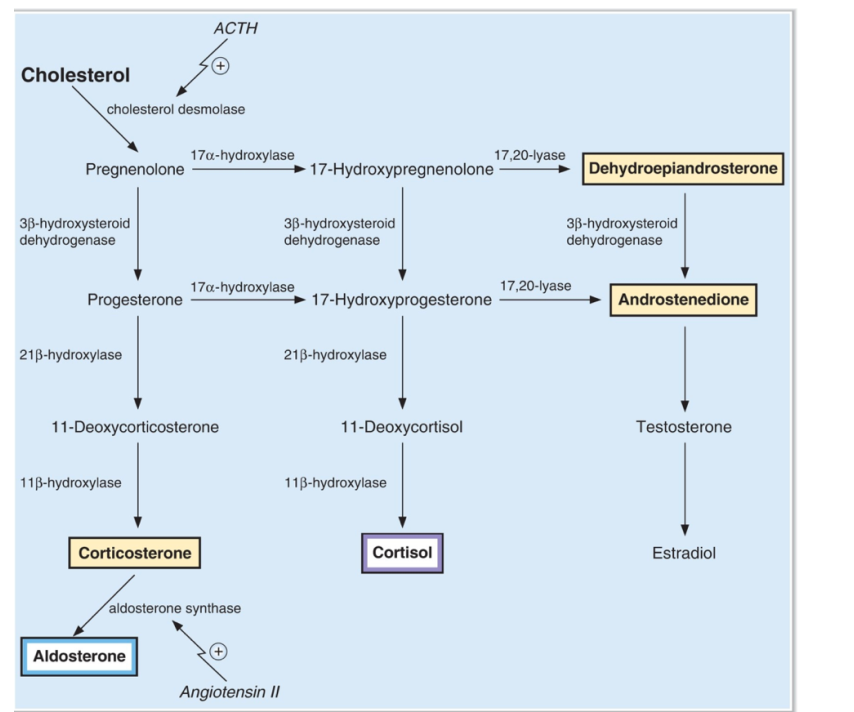 ACTH
+
Cholesterol
cholesterol desmolase
17α-hydroxylase
17,20-lyase
Pregnenolone
17-Hydroxypregnenolone
Dehydroepiandrosterone
3β-hydroxysteroid
dehydrogenase
3β-hydroxysteroid
dehydrogenase
3β-hydroxysteroid
dehydrogenase
17α-hydroxylase
17,20-lyase
Progesterone
17-Hydroxyprogesterone
Androstenedione
21β-hydroxylase
21β-hydroxylase
11-Deoxycorticosterone
11-Deoxycortisol
Testosterone
11β-hydroxylase
11β-hydroxylase
Corticosterone
Cortisol
Estradiol
aldosterone synthase
Aldosterone
+
Angiotensin II